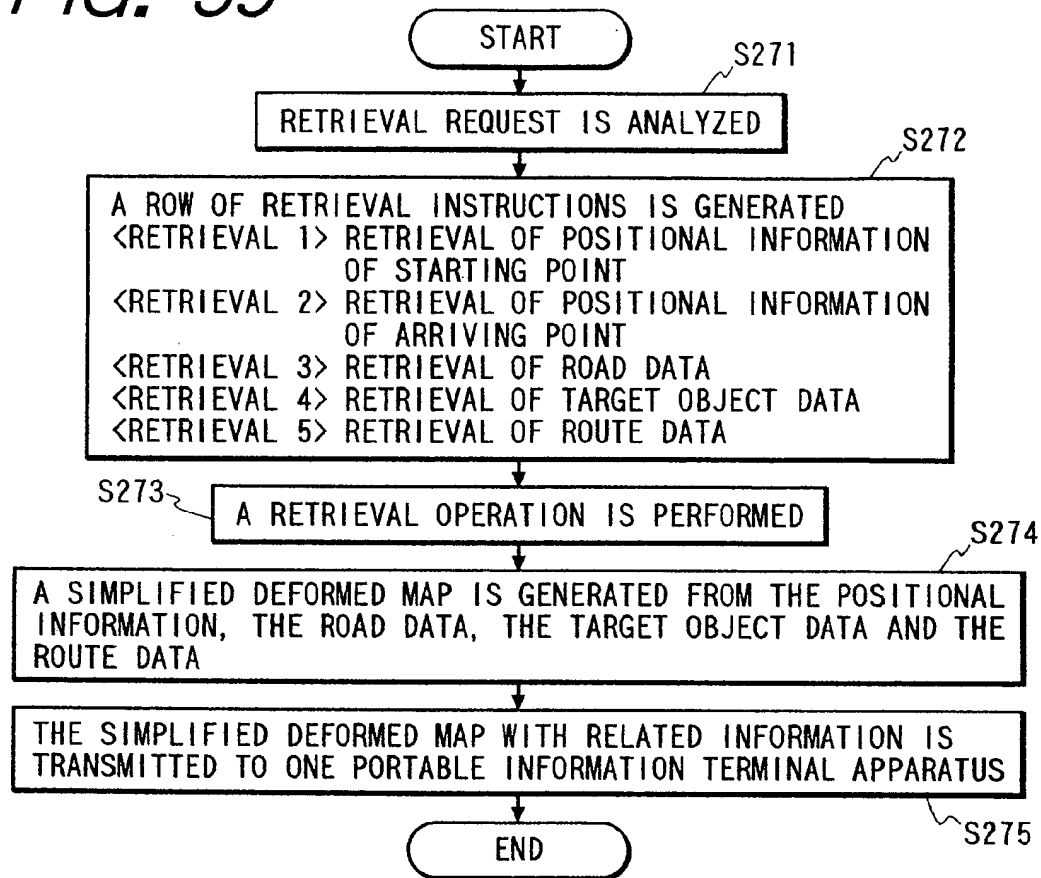 FIG. 59
START
S271
RETRIEVAL REQUEST IS ANALYZED
S272
A ROW OF RETRIEVAL INSTRUCTIONS IS GENERATED
<RETRIEVAL 1> RETRIEVAL OF POSITIONAL INFORMATION
OF STARTING POINT
<RETRIEVAL 2> RETRIEVAL OF POSITIONAL INFORMATION
OF ARRIVING POINT
<RETRIEVAL 3> RETRIEVAL OF ROAD DATA
<RETRIEVAL 4> RETRIEVAL OF TARGET OBJECT DATA
<RETRIEVAL 5> RETRIEVAL OF ROUTE DATA
S273
A RETRIEVAL OPERATION IS PERFORMED
S274
A SIMPLIFIED DEFORMED MAP IS GENERATED FROM THE POSITIONAL
INFORMATION, THE ROAD DATA, THE TARGET OBJECT DATA AND THE
ROUTE DATA
THE SIMPLIFIED DEFORMED MAP WITH RELATED INFORMATION IS
TRANSMITTED TO ONE PORTABLE INFORMATION TERMINAL APPARATUS
S275
END